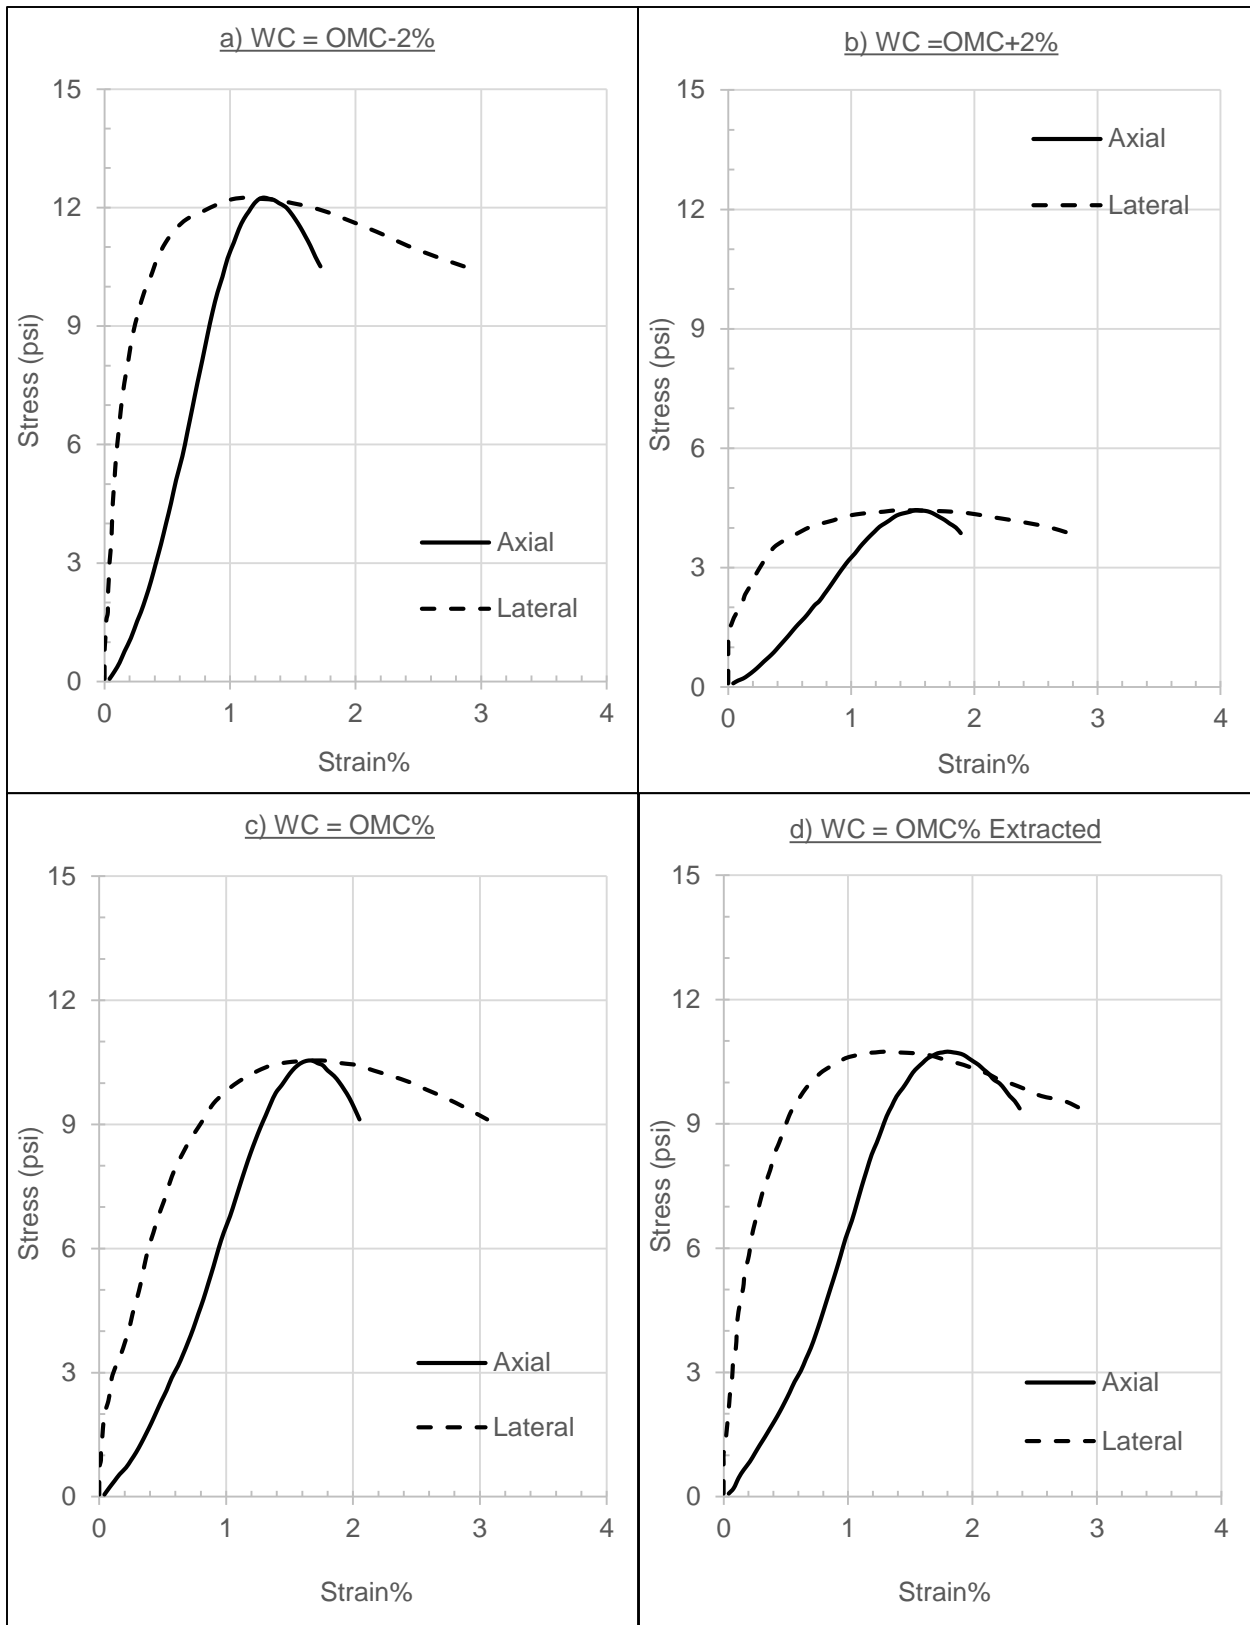 a) WC = OMC-2%
15
12
9
6
3
0
Stress (psi)
Axial
Lateral
0 1 2 3 4
Strain%
b) WC =OMC+2%
15
12
9
6
3
0
Stress (psi)
Axial
Lateral
0 1 2 3 4
Strain%
c) WC = OMC%
15
12
9
6
3
0
Stress (psi)
Axial
Lateral
0 1 2 3 4
Strain%
d) WC = OMC% Extracted
15
12
9
6
3
0
Stress (psi)
Axial
Lateral
0 1 2 3 4
Strain%